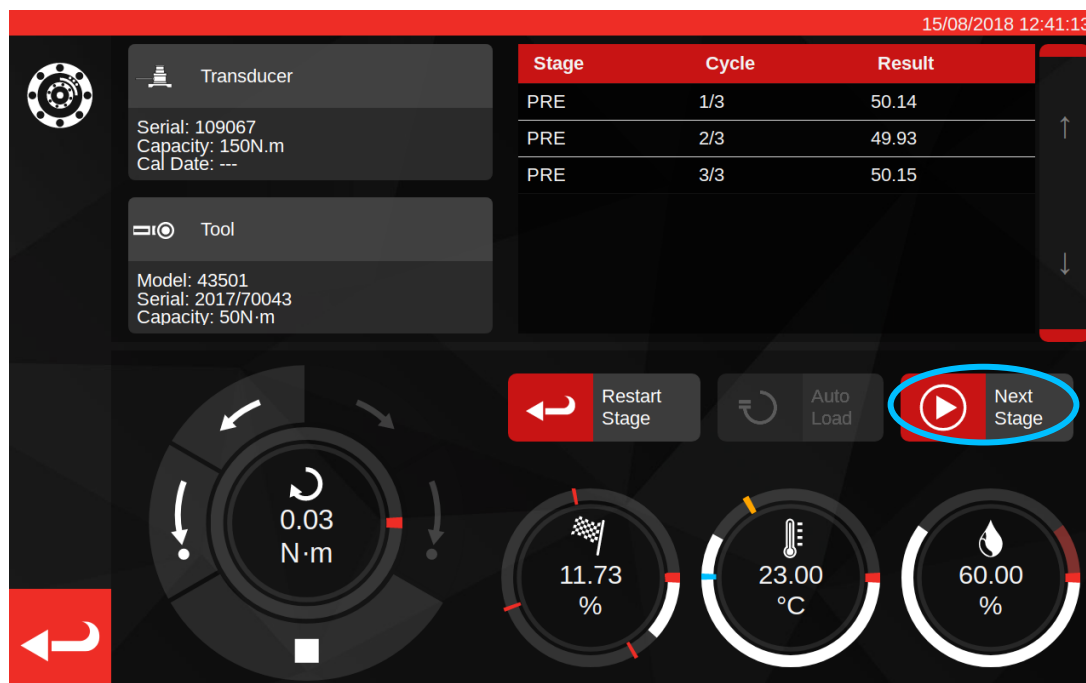 15/08/2018 12:41:13
Transducer
Serial: 109067
Capacity: 150N.m
Cal Date: ---
Tool
Model: 43501
Serial: 2017/70043
Capacity: 50N·m
Stage Cycle Result
PRE 1/3 50.14
PRE 2/3 49.93
PRE 3/3 50.15
Restart
Stage
Auto
Load
Next
Stage
0.03
N·m
11.73
%
23.00
°C
60.00
%